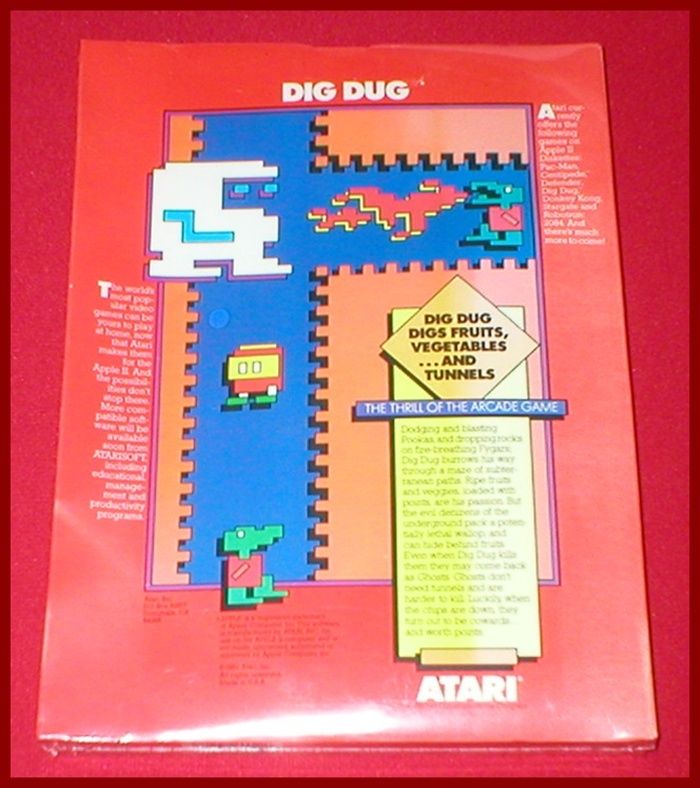 DIG DUG
Atari cur-
rently
offers the
following
games on
Apple II
Diskettes:
Pac-Man,
Centipede,
Defender,
Dig Dug,
Donkey Kong,
Stargate and
Robotron:
2084. And
there's much
more to come!
The world's
most pop-
ular video
games can be
yours to play
at home, now
that Atari
makes them
for the
Apple II. And
the possibil-
ities don't
stop there.
More com-
patible soft-
ware will be
available
soon from
ATARISOFT,
including
educational,
manage-
ment and
productivity
programs.
DIG DUG
DIGS FRUITS,
VEGETABLES
...AND
TUNNELS
THE THRILL OF THE ARCADE GAME
Dodging and blasting
Pookas, and dropping rocks
on fire-breathing Fygars,
Dig Dug burrows his way
through a maze of subter-
ranean paths. Ripe fruits
and veggies, loaded with
points, are his passion. But
the evil denizens of the
underground pack a poten-
tially lethal wallop, and
can hide behind fruits.
Even when Dig Dug kills
them they may come back
as Ghosts. Ghosts don't
need tunnels and are
harder to kill. Luckily, when
the chips are down, they
turn out to be cowards...
and worth points.
Atari, Inc.
All rights reserved.
ATARI